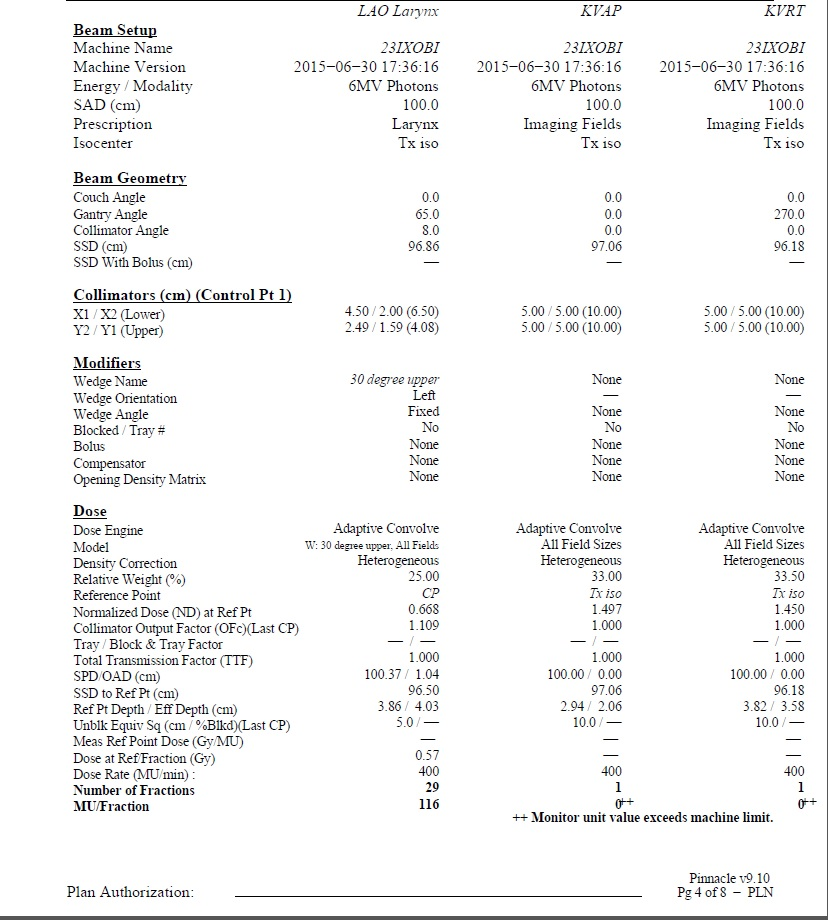 LAO Larynx KVAP KVRT
Beam Setup
Machine Name 23IXOBI 23IXOBI 23IXOBI
Machine Version 2015−06−30 17:36:16 2015−06−30 17:36:16 2015−06−30 17:36:16
Energy / Modality 6MV Photons 6MV Photons 6MV Photons
SAD (cm) 100.0 100.0 100.0
Prescription Larynx Imaging Fields Imaging Fields
Isocenter Tx iso Tx iso Tx iso
Beam Geometry
Couch Angle 0.0 0.0 0.0
Gantry Angle 65.0 0.0 270.0
Collimator Angle 8.0 0.0 0.0
SSD (cm) 96.86 97.06 96.18
SSD With Bolus (cm) — — —
Collimators (cm) (Control Pt 1)
X1 / X2 (Lower) 4.50 / 2.00 (6.50) 5.00 / 5.00 (10.00) 5.00 / 5.00 (10.00)
Y2 / Y1 (Upper) 2.49 / 1.59 (4.08) 5.00 / 5.00 (10.00) 5.00 / 5.00 (10.00)
Modifiers
Wedge Name 30 degree upper None None
Wedge Orientation Left — —
Wedge Angle Fixed None None
Blocked / Tray # No No No
Bolus None None None
Compensator None None None
Opening Density Matrix None None None
Dose
Dose Engine Adaptive Convolve Adaptive Convolve Adaptive Convolve
Model W: 30 degree upper, All Fields All Field Sizes All Field Sizes
Density Correction Heterogeneous Heterogeneous Heterogeneous
Relative Weight (%) 25.00 33.00 33.50
Reference Point CP Tx iso Tx iso
Normalized Dose (ND) at Ref Pt 0.668 1.497 1.450
Collimator Output Factor (OFc)(Last CP) 1.109 1.000 1.000
Tray / Block & Tray Factor — / — — / — — / —
Total Transmission Factor (TTF) 1.000 1.000 1.000
SPD/OAD (cm) 100.37 / 1.04 100.00 / 0.00 100.00 / 0.00
SSD to Ref Pt (cm) 96.50 97.06 96.18
Ref Pt Depth / Eff Depth (cm) 3.86 / 4.03 2.94 / 2.06 3.82 / 3.58
Unblk Equiv Sq (cm / %Blkd)(Last CP) 5.0 / — 10.0 / — 10.0 / —
Meas Ref Point Dose (Gy/MU) — — —
Dose at Ref/Fraction (Gy) 0.57 — —
Dose Rate (MU/min) : 400 400 400
Number of Fractions 29 1 1
MU/Fraction 116 0++ 0++
++ Monitor unit value exceeds machine limit.
Pinnacle v9.10
Plan Authorization: Pg 4 of 8 − PLN